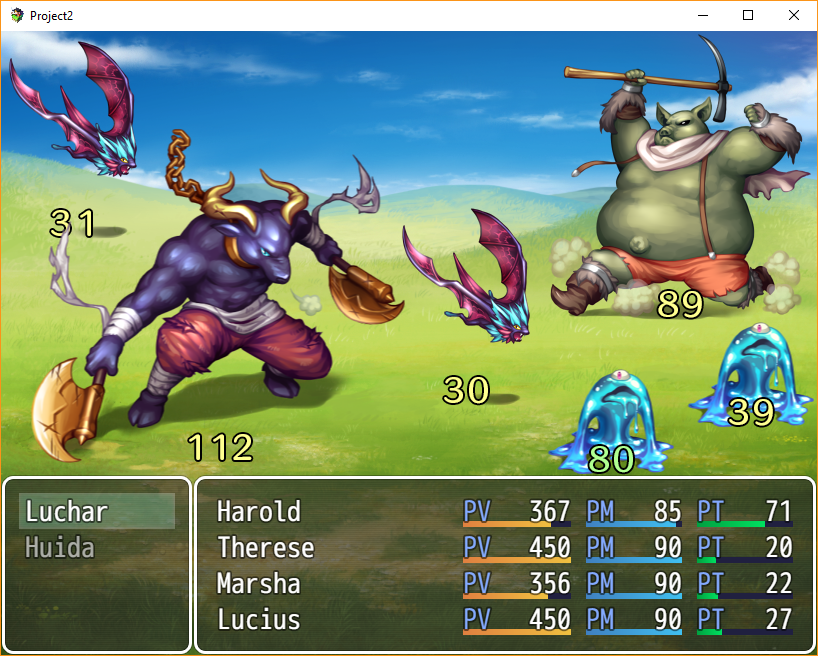 Project2
31
89
30
39
112
80
Luchar
Huida
Harold PV 367 PM 85 PT 71
Therese PV 450 PM 90 PT 20
Marsha PV 356 PM 90 PT 22
Lucius PV 450 PM 90 PT 27